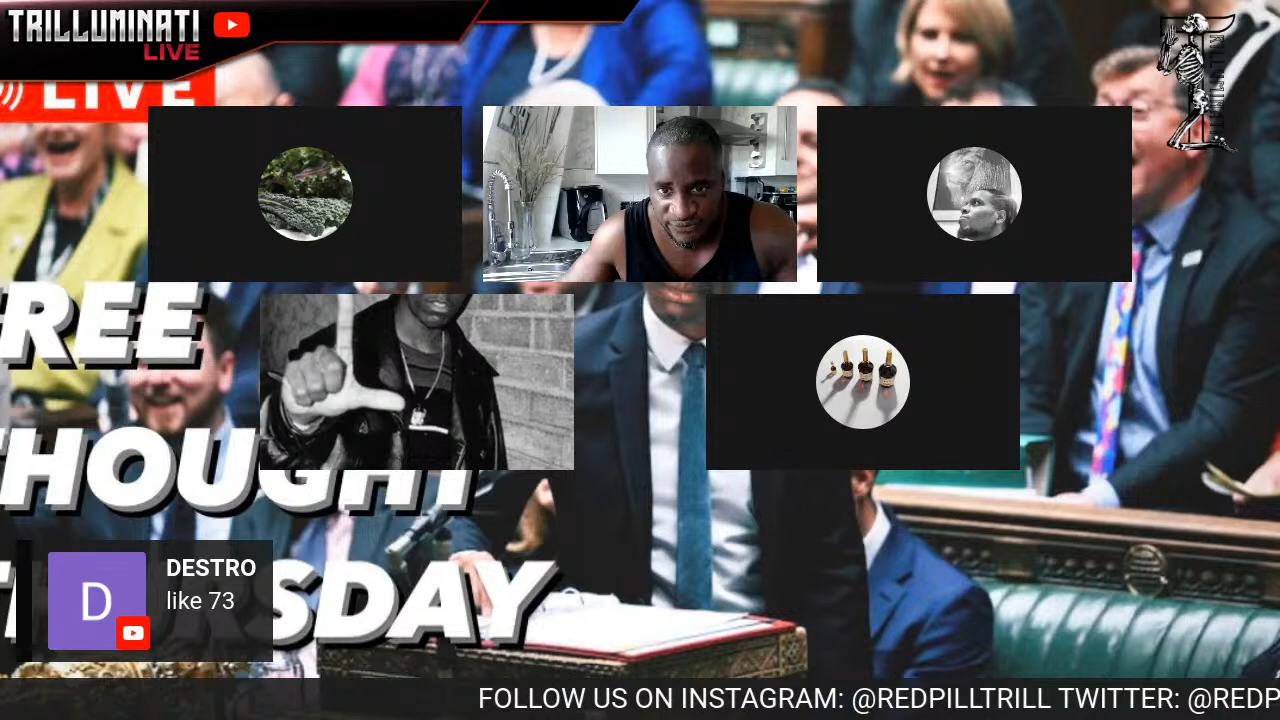 TRILLUMINATI
LIVE
LIVE
REE
HOUGHT
SDAY
D
DESTRO
like 73
FOLLOW US ON INSTAGRAM: @REDPILLTRILL TWITTER: @REDP